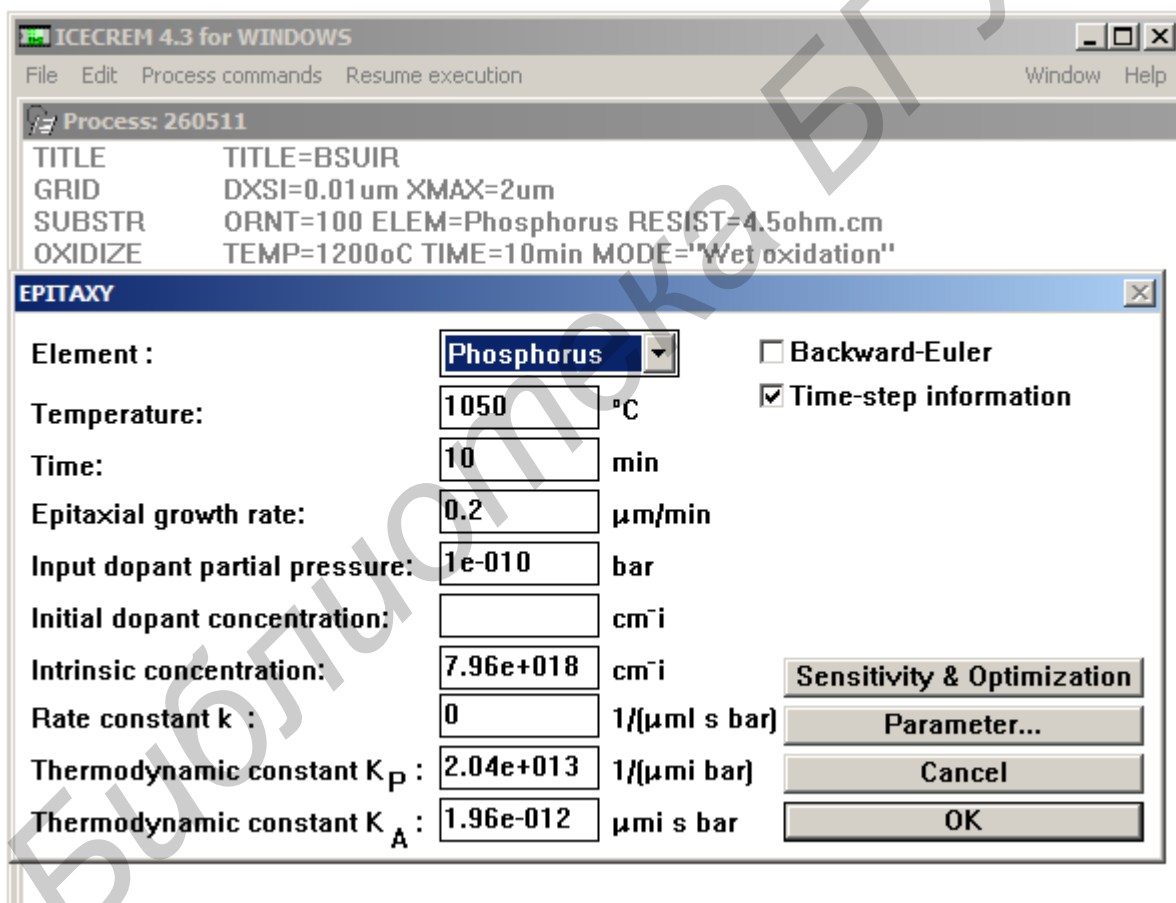 ICECREM 4.3 for WINDOWS
File Edit Process commands Resume execution Window Help
Process: 260511
TITLE TITLE=BSUIR
GRID DXSI=0.01um XMAX=2um
SUBSTR ORNT=100 ELEM=Phosphorus RESIST=4.5ohm.cm
OXIDIZE TEMP=1200oC TIME=10min MODE="Wet oxidation"
EPITAXY
Element : Phosphorus Backward-Euler
Temperature: 1050 °C Time-step information
Time: 10 min
Epitaxial growth rate: 0.2 µm/min
Input dopant partial pressure: 1e-010 bar
Initial dopant concentration: cm¯i
Intrinsic concentration: 7.96e+018 cm¯i Sensitivity & Optimization
Rate constant k : 0 1/(µml s bar) Parameter...
Thermodynamic constant K P : 2.04e+013 1/(µmi bar) Cancel
Thermodynamic constant K A : 1.96e-012 µmi s bar OK
Библиотека БГУ